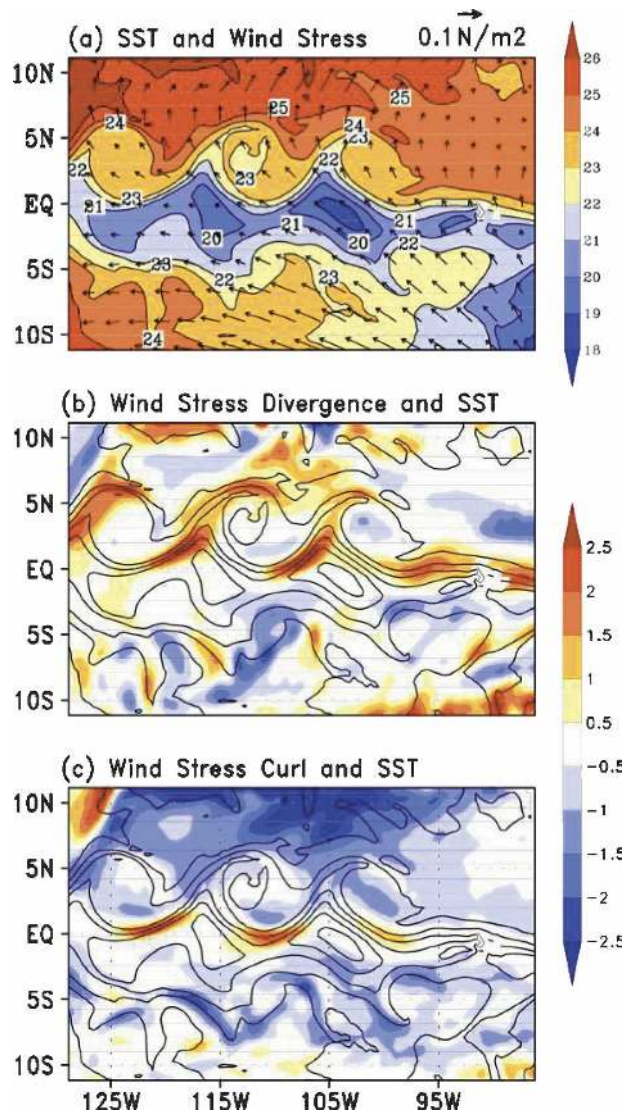 (a) SST and Wind Stress 0.1N/m2
10N
5N
EQ
5S
10S
24
25
25
24
23
22
22
23
23
21
21
21
20
20
22
23
22
23
24
26
25
24
23
22
21
20
19
18
(b) Wind Stress Divergence and SST
10N
5N
EQ
5S
10S
2.5
2
1.5
1
0.5
-0.5
-1
-1.5
-2
-2.5
(c) Wind Stress Curl and SST
10N
5N
EQ
5S
10S
125W 115W 105W 95W